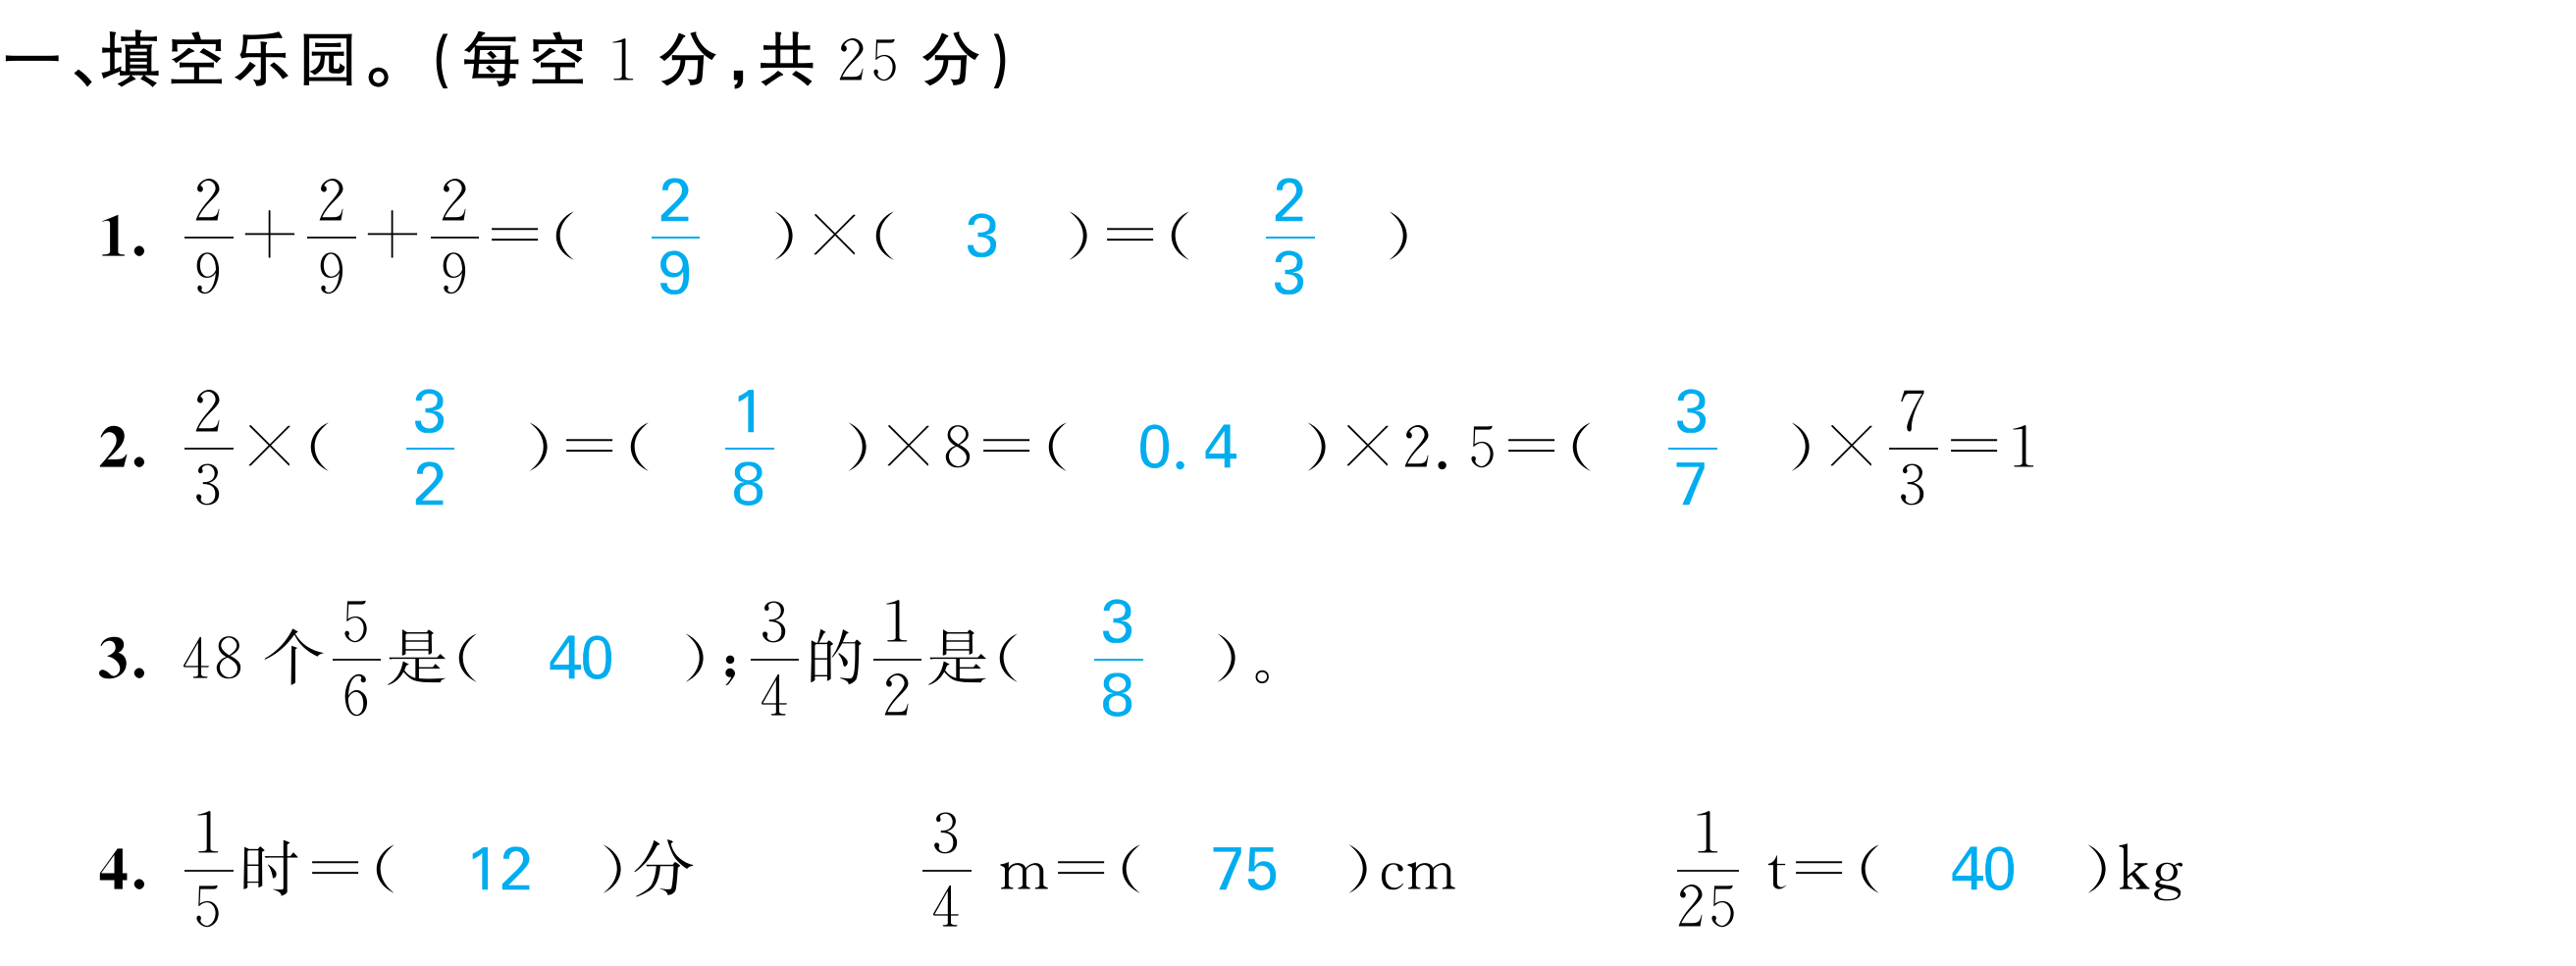 一、填空乐园。(每空 1 分,共 25 分)
1. 2/9+2/9+2/9=( 2/9 )×( 3 )=( 2/3 )
2. 2/3×( 3/2 )=( 1/8 )×8=( 0.4 )×2.5=( 3/7 )×7/3=1
3. 48 个5/6是( 40 );3/4的1/2是( 3/8 )。
4. 1/5时=( 12 )分 3/4 m=( 75 )cm 1/25 t=( 40 )kg